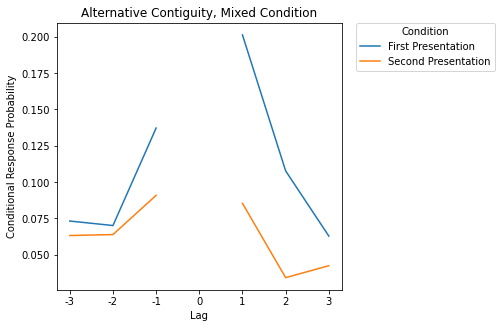 Alternative Contiguity, Mixed Condition
Condition
First Presentation
Second Presentation
Conditional Response Probability
0.200
0.175
0.150
0.125
0.100
0.075
0.050
-3 -2 -1 0 1 2 3
Lag